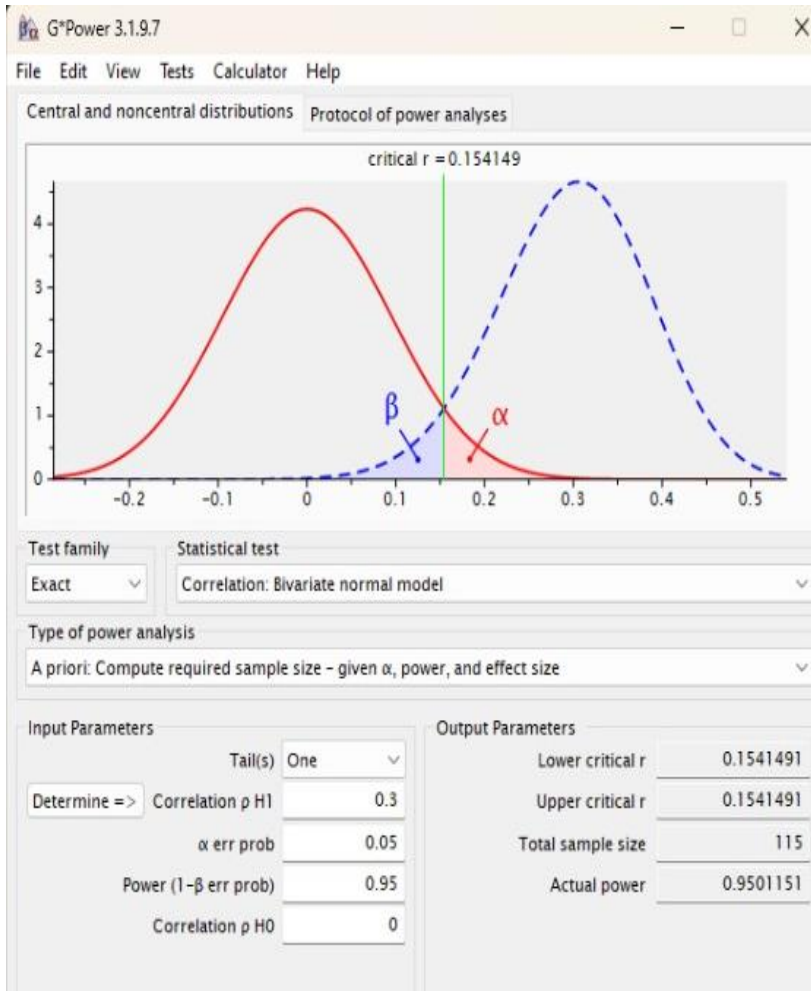 G*Power 3.1.9.7
File Edit View Tests Calculator Help
Central and noncentral distributions Protocol of power analyses
critical r = 0.154149
4
3
2
1
0
β
α
-0.2 -0.1 0 0.1 0.2 0.3 0.4 0.5
Test family Statistical test
Exact Correlation: Bivariate normal model
Type of power analysis
A priori: Compute required sample size - given α, power, and effect size
Input Parameters
Tail(s) One
Determine => Correlation ρ H1 0.3
α err prob 0.05
Power (1-β err prob) 0.95
Correlation ρ H0 0
Output Parameters
Lower critical r 0.1541491
Upper critical r 0.1541491
Total sample size 115
Actual power 0.9501151